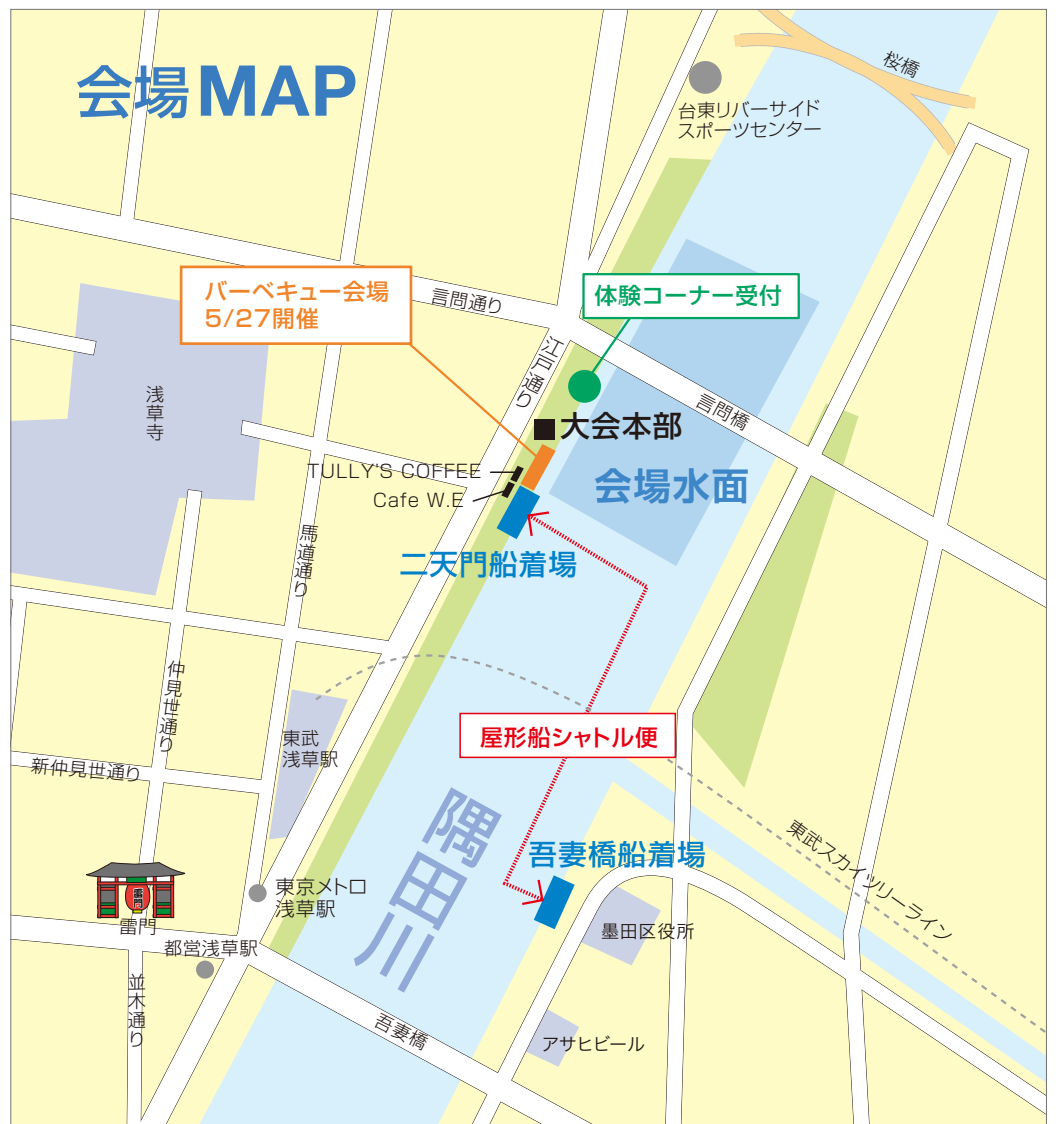 会場MAP
桜橋
台東リバーサイド
スポーツセンター
バーベキュー会場
5/27開催
体験コーナー受付
言問通り
江戸通り
言問橋
浅草寺
大会本部
TULLY'S COFFEE
Cafe W.E
会場水面
馬道通り
二天門船着場
仲見世通り
東武
浅草駅
屋形船シャトル便
新仲見世通り
隅田川
東武スカイツリーライン
吾妻橋船着場
雷門
東京メトロ
浅草駅
雷門
墨田区役所
都営浅草駅
並木通り
吾妻橋
アサヒビール